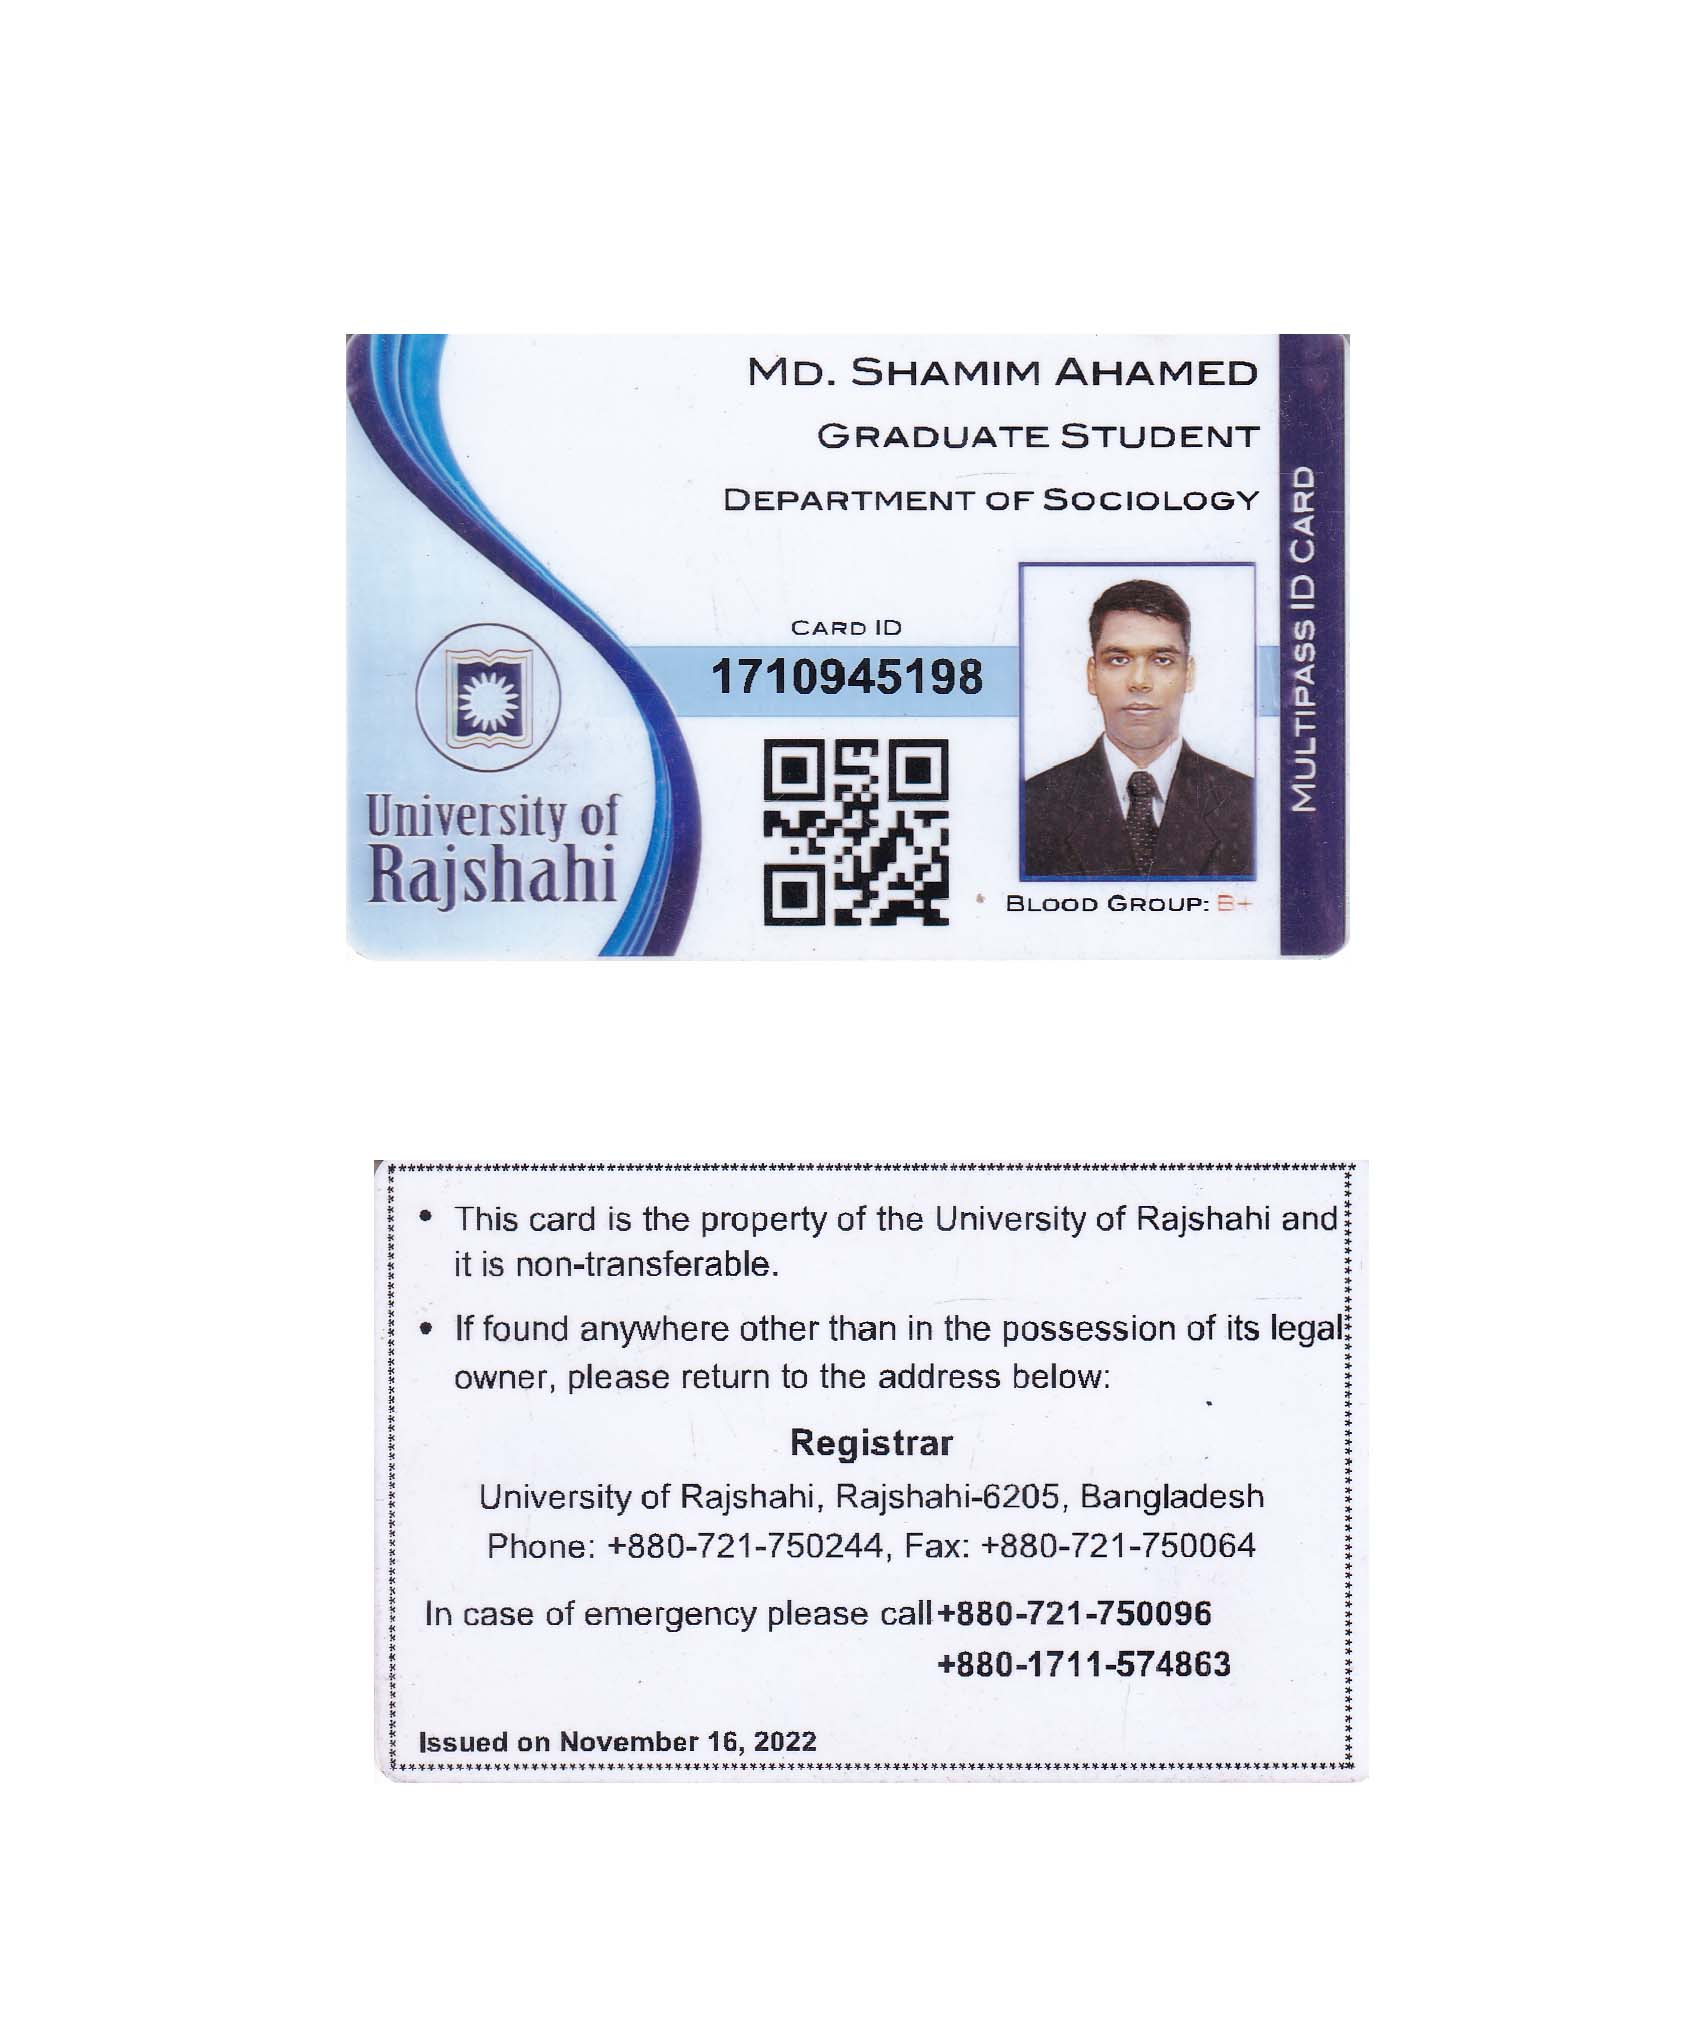 MD. SHAMIM AHAMED
GRADUATE STUDENT
DEPARTMENT OF SOCIOLOGY
CARD ID
1710945198
University of
Rajshahi
BLOOD GROUP: B+
MULTIPASS ID CARD
• This card is the property of the University of Rajshahi and
it is non-transferable.
• If found anywhere other than in the possession of its legal
owner, please return to the address below:
Registrar
University of Rajshahi, Rajshahi-6205, Bangladesh
Phone: +880-721-750244, Fax: +880-721-750064
In case of emergency please call +880-721-750096
+880-1711-574863
Issued on November 16, 2022